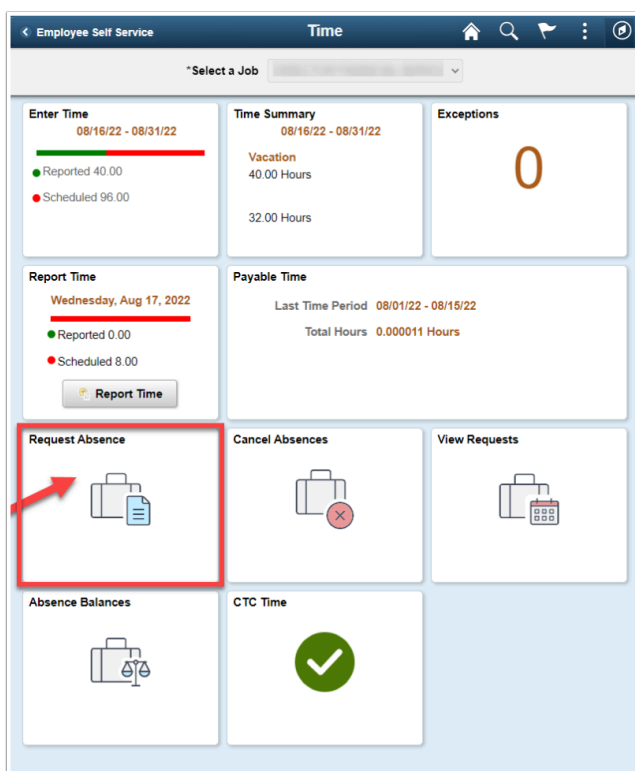 Employee Self Service
Time
*Select a Job
Enter Time
08/16/22 - 08/31/22
Reported 40.00
Scheduled 96.00
Time Summary
08/16/22 - 08/31/22
Vacation
40.00 Hours
32.00 Hours
Exceptions
0
Report Time
Wednesday, Aug 17, 2022
Reported 0.00
Scheduled 8.00
Report Time
Payable Time
Last Time Period 08/01/22 - 08/15/22
Total Hours 0.000011 Hours
Request Absence
Cancel Absences
View Requests
Absence Balances
CTC Time